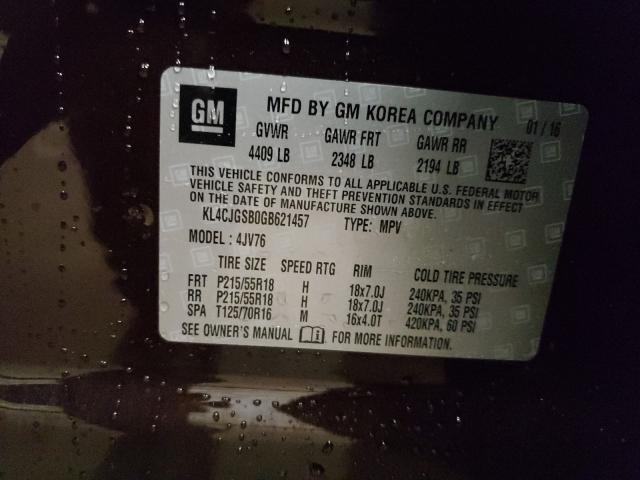 GM
MFD BY GM KOREA COMPANY 01/16
GVWR GAWR FRT GAWR RR
4409 LB 2348 LB 2194 LB
THIS VEHICLE CONFORMS TO ALL APPLICABLE U.S. FEDERAL MOTOR
VEHICLE SAFETY AND THEFT PREVENTION STANDARDS IN EFFECT
ON THE DATE OF MANUFACTURE SHOWN ABOVE.
KL4CJGSB0GB621457 TYPE: MPV
MODEL: 4JV76
TIRE SIZE SPEED RTG RIM COLD TIRE PRESSURE
FRT P215/55R18 H 18x7.0J 240KPA, 35 PSI
RR P215/55R18 H 18x7.0J 240KPA, 35 PSI
SPA T125/70R16 M 16x4.0T 420KPA, 60 PSI
SEE OWNER'S MANUAL FOR MORE INFORMATION.